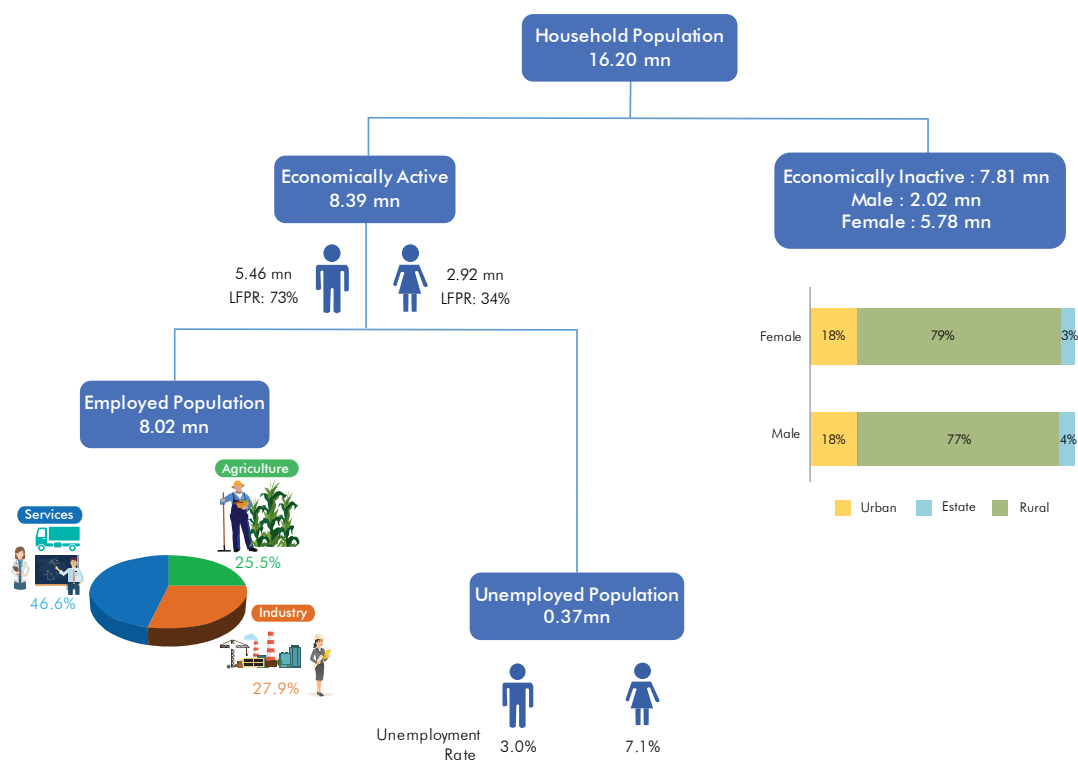 Household Population
16.20 mn
Economically Active
8.39 mn
Economically Inactive : 7.81 mn
Male : 2.02 mn
Female : 5.78 mn
5.46 mn
LFPR: 73%
2.92 mn
LFPR: 34%
Female
18%
79%
3%
Male
18%
77%
4%
Urban
Estate
Rural
Employed Population
8.02 mn
Agriculture
25.5%
Services
46.6%
Industry
27.9%
Unemployed Population
0.37mn
Unemployment
Rate
3.0%
7.1%